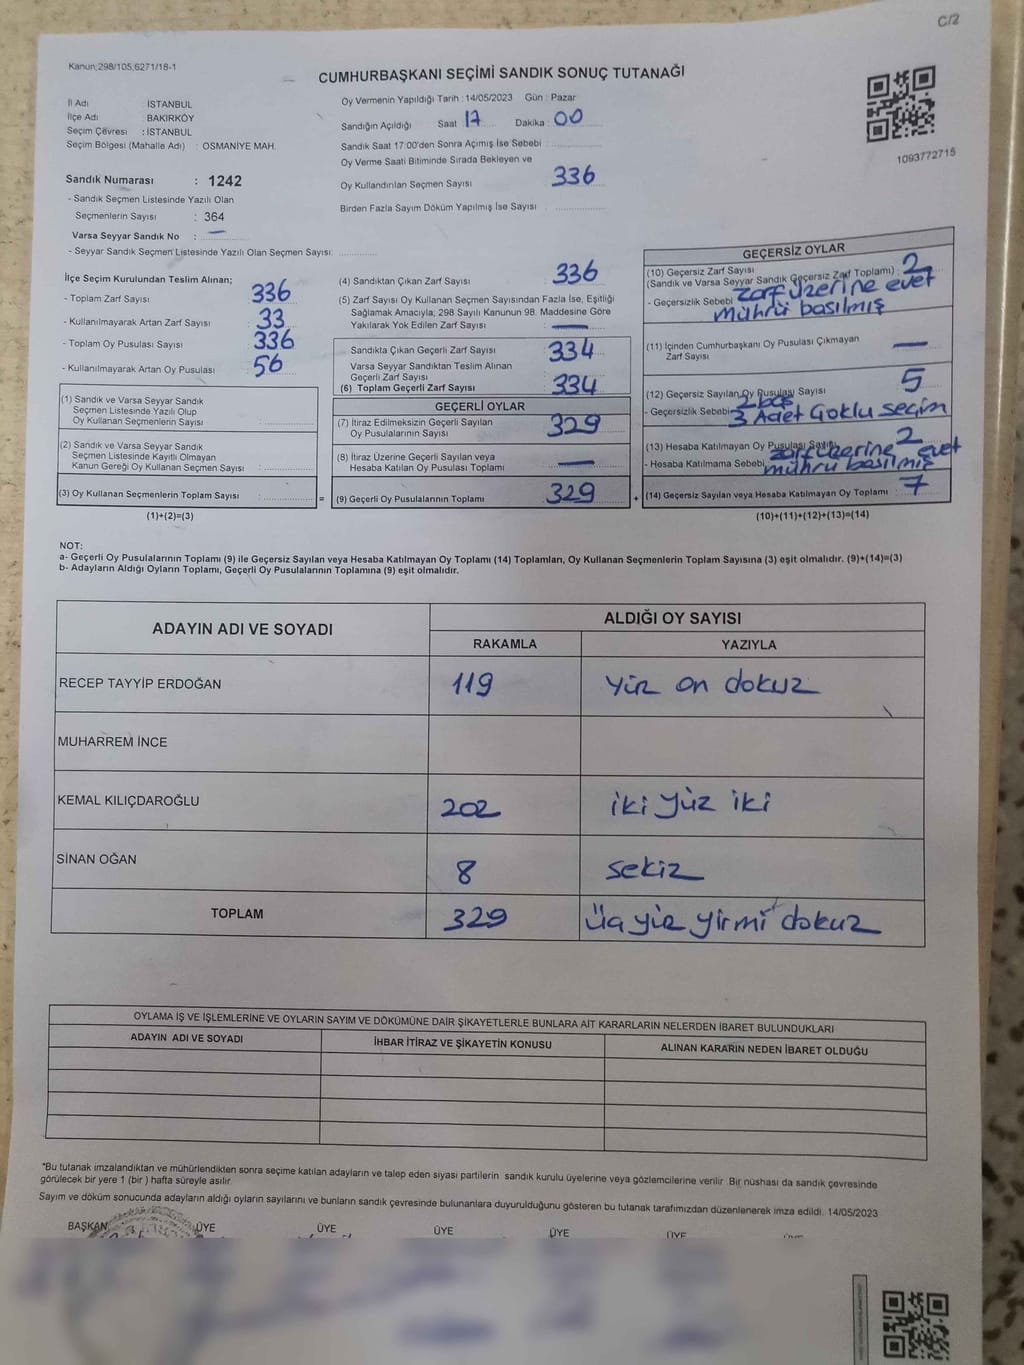 C/2
Kanun;298/105,6271/18-1
CUMHURBAŞKANI SEÇİMİ SANDIK SONUÇ TUTANAĞI
İl Adı İSTANBUL
İlçe Adı BAKIRKÖY
Seçim Çevresi : İSTANBUL
Seçim Bölgesi (Mahalle Adı) : OSMANİYE MAH.
Sandık Numarası : 1242
- Sandık Seçmen Listesinde Yazılı Olan
Seçmenlerin Sayısı : 364
Varsa Seyyar Sandık No : —
- Seyyar Sandık Seçmen Listesinde Yazılı Olan Seçmen Sayısı:
Oy Vermenin Yapıldığı Tarih : 14/05/2023 Gün : Pazar
Sandığın Açıldığı Saat 17 Dakika : 00
Sandık Saat 17:00'den Sonra Açımış İse Sebebi :
Oy Verme Saati Bitiminde Sırada Bekleyen ve
Oy Kullandırılan Seçmen Sayısı 336
Birden Fazla Sayım Döküm Yapılmış İse Sayısı :
1093772715
İlçe Seçim Kurulundan Teslim Alınan;
- Toplam Zarf Sayısı 336
- Kullanılmayarak Artan Zarf Sayısı : 33
- Toplam Oy Pusulası Sayısı : 336
- Kullanılmayarak Artan Oy Pusulası : 56
(1) Sandık ve Varsa Seyyar Sandık
Seçmen Listesinde Yazılı Olup
Oy Kullanan Seçmenlerin Sayısı :
(2) Sandık ve Varsa Seyyar Sandık
Seçmen Listesinde Kayıtlı Olmayan
Kanun Gereği Oy Kullanan Seçmen Sayısı :
(3) Oy Kullanan Seçmenlerin Toplam Sayısı :
(1)+(2)=(3)
(4) Sandıktan Çıkan Zarf Sayısı : 336
(5) Zarf Sayısı Oy Kullanan Seçmen Sayısından Fazla İse, Eşitliği
Sağlamak Amacıyla; 298 Sayılı Kanunun 98. Maddesine Göre
Yakılarak Yok Edilen Zarf Sayısı : —
Sandıkta Çıkan Geçerli Zarf Sayısı : 334
Varsa Seyyar Sandıktan Teslim Alınan
Geçerli Zarf Sayısı
(6) Toplam Geçerli Zarf Sayısı : 334
GEÇERLİ OYLAR
(7) İtiraz Edilmeksizin Geçerli Sayılan
Oy Pusulalarının Sayısı : 329
(8) İtiraz Üzerine Geçerli Sayılan veya
Hesaba Katılan Oy Pusulası Toplamı : —
= (9) Geçerli Oy Pusulalarının Toplamı : 329
GEÇERSİZ OYLAR
(10) Geçersiz Zarf Sayısı
(Sandık ve Varsa Seyyar Sandık Geçersiz Zarf Toplamı) : 2
- Geçersizlik Sebebi zarf üzerine evet
mührü basılmış
(11) İçinden Cumhurbaşkanı Oy Pusulası Çıkmayan
Zarf Sayısı —
(12) Geçersiz Sayılan Oy Pusulası Sayısı 5
2 boş
- Geçersizlik Sebebi 3 Adet Çoklu Seçim
(13) Hesaba Katılmayan Oy Pusulası Sayısı 2
zarf üzerine evet
- Hesaba Katılmama Sebebi mührü basılmış
+ (14) Geçersiz Sayılan veya Hesaba Katılmayan Oy Toplamı : 7
(10)+(11)+(12)+(13)=(14)
NOT:
a- Geçerli Oy Pusulalarının Toplamı (9) ile Geçersiz Sayılan veya Hesaba Katılmayan Oy Toplamı (14) Toplamları, Oy Kullanan Seçmenlerin Toplam Sayısına (3) eşit olmalıdır. (9)+(14)=(3)
b- Adayların Aldığı Oyların Toplamı, Geçerli Oy Pusulalarının Toplamına (9) eşit olmalıdır.
ADAYIN ADI VE SOYADI ALDIĞI OY SAYISI
RAKAMLA YAZIYLA
RECEP TAYYİP ERDOĞAN 119 yüz on dokuz
MUHARREM İNCE
KEMAL KILIÇDAROĞLU 202 iki yüz iki
SİNAN OĞAN 8 sekiz
TOPLAM 329 Üç yüz yirmi dokuz
OYLAMA İŞ VE İŞLEMLERİNE VE OYLARIN SAYIM VE DÖKÜMÜNE DAİR ŞİKAYETLERLE BUNLARA AİT KARARLARIN NELERDEN İBARET BULUNDUKLARI
ADAYIN ADI VE SOYADI İHBAR İTİRAZ VE ŞİKAYETİN KONUSU ALINAN KARARIN NEDEN İBARET OLDUĞU
*Bu tutanak imzalandıktan ve mühürlendikten sonra seçime katılan adayların ve talep eden siyasi partilerin sandık kurulu üyelerine veya gözlemcilerine verilir. Bir nüshası da sandık çevresinde
görülecek bir yere 1 (bir ) hafta süreyle asılır.
Sayım ve döküm sonucunda adayların aldığı oyların sayılarını ve bunların sandık çevresinde bulunanlara duyurulduğunu gösteren bu tutanak tarafımızdan düzenlenerek imza edildi. 14/05/2023
BAŞKAN ÜYE ÜYE ÜYE ÜYE ÜYE